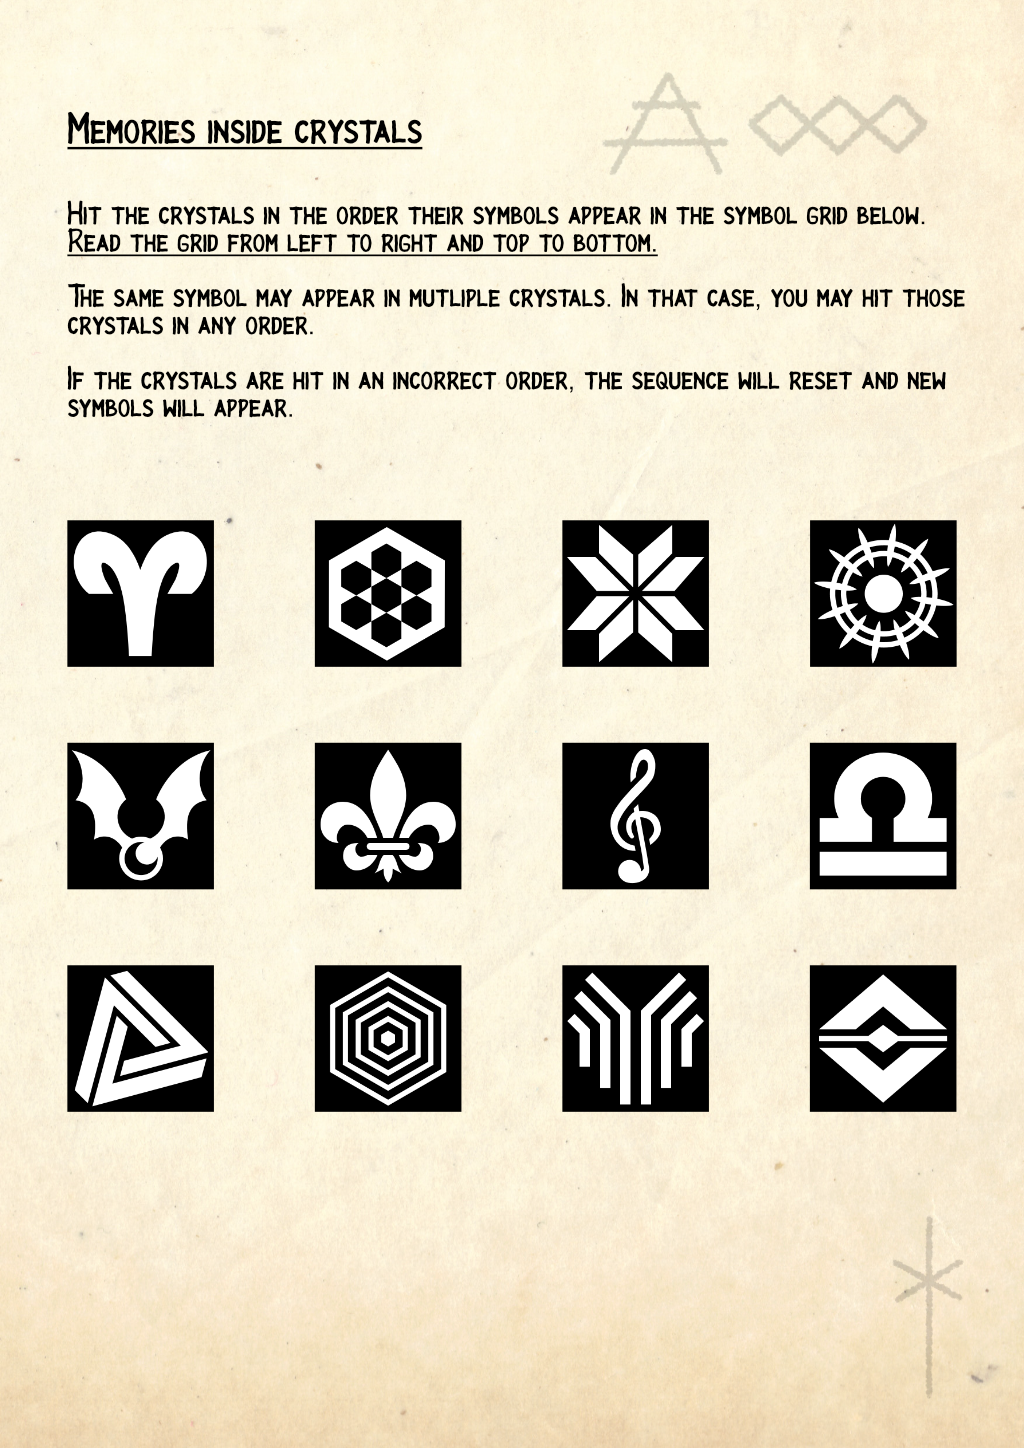 Memories inside crystals
Hit the crystals in the order their symbols appear in the symbol grid below.
Read the grid from left to right and top to bottom.
The same symbol may appear in mutliple crystals. In that case, you may hit those
crystals in any order.
If the crystals are hit in an incorrect order, the sequence will reset and new
symbols will appear.